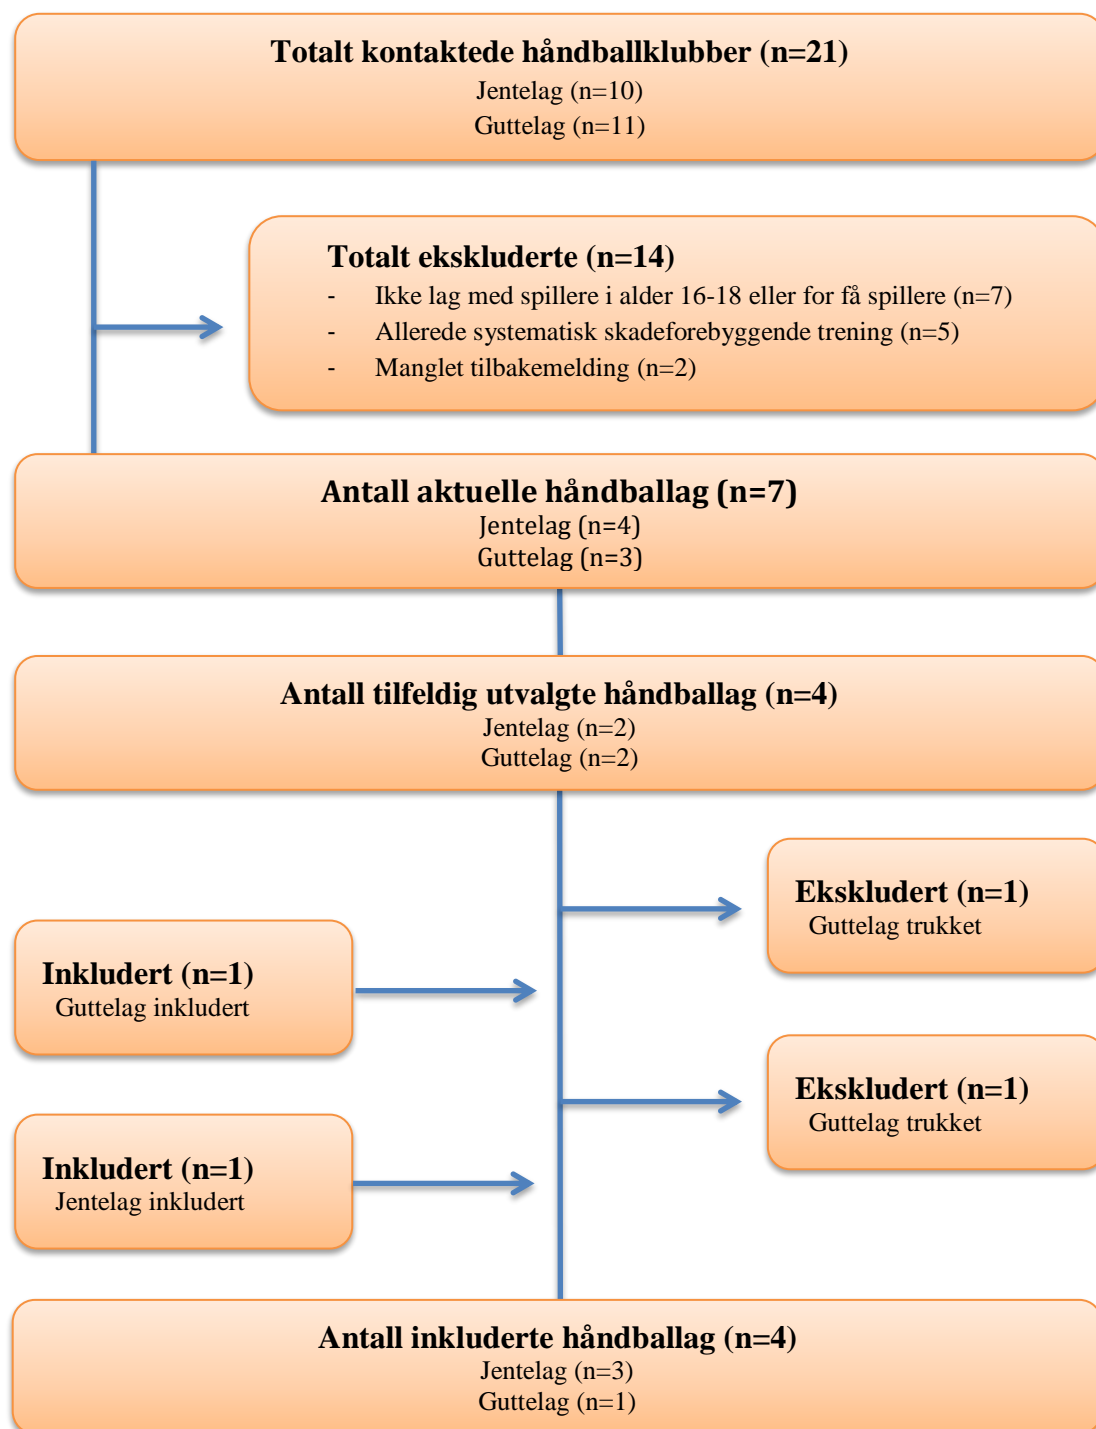 Totalt kontaktede håndballklubber (n=21)
Jentelag (n=10)
Guttelag (n=11)
Totalt ekskluderte (n=14)
- Ikke lag med spillere i alder 16-18 eller for få spillere (n=7)
- Allerede systematisk skadeforebyggende trening (n=5)
- Manglet tilbakemelding (n=2)
Antall aktuelle håndballag (n=7)
Jentelag (n=4)
Guttelag (n=3)
Antall tilfeldig utvalgte håndballag (n=4)
Jentelag (n=2)
Guttelag (n=2)
Ekskludert (n=1)
Guttelag trukket
Inkludert (n=1)
Guttelag inkludert
Ekskludert (n=1)
Guttelag trukket
Inkludert (n=1)
Jentelag inkludert
Antall inkluderte håndballag (n=4)
Jentelag (n=3)
Guttelag (n=1)